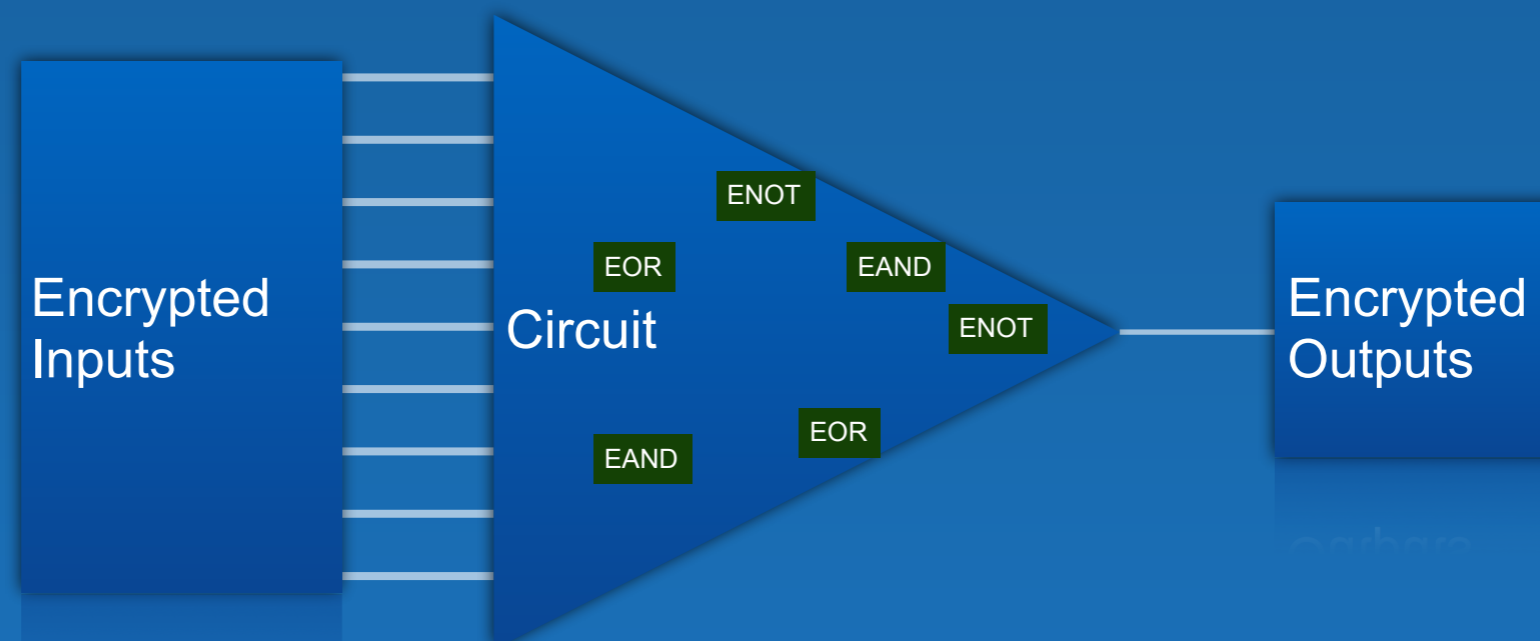 Encrypted
Inputs
Circuit
ENOT
EOR
EAND
ENOT
EOR
EAND
Encrypted
Outputs